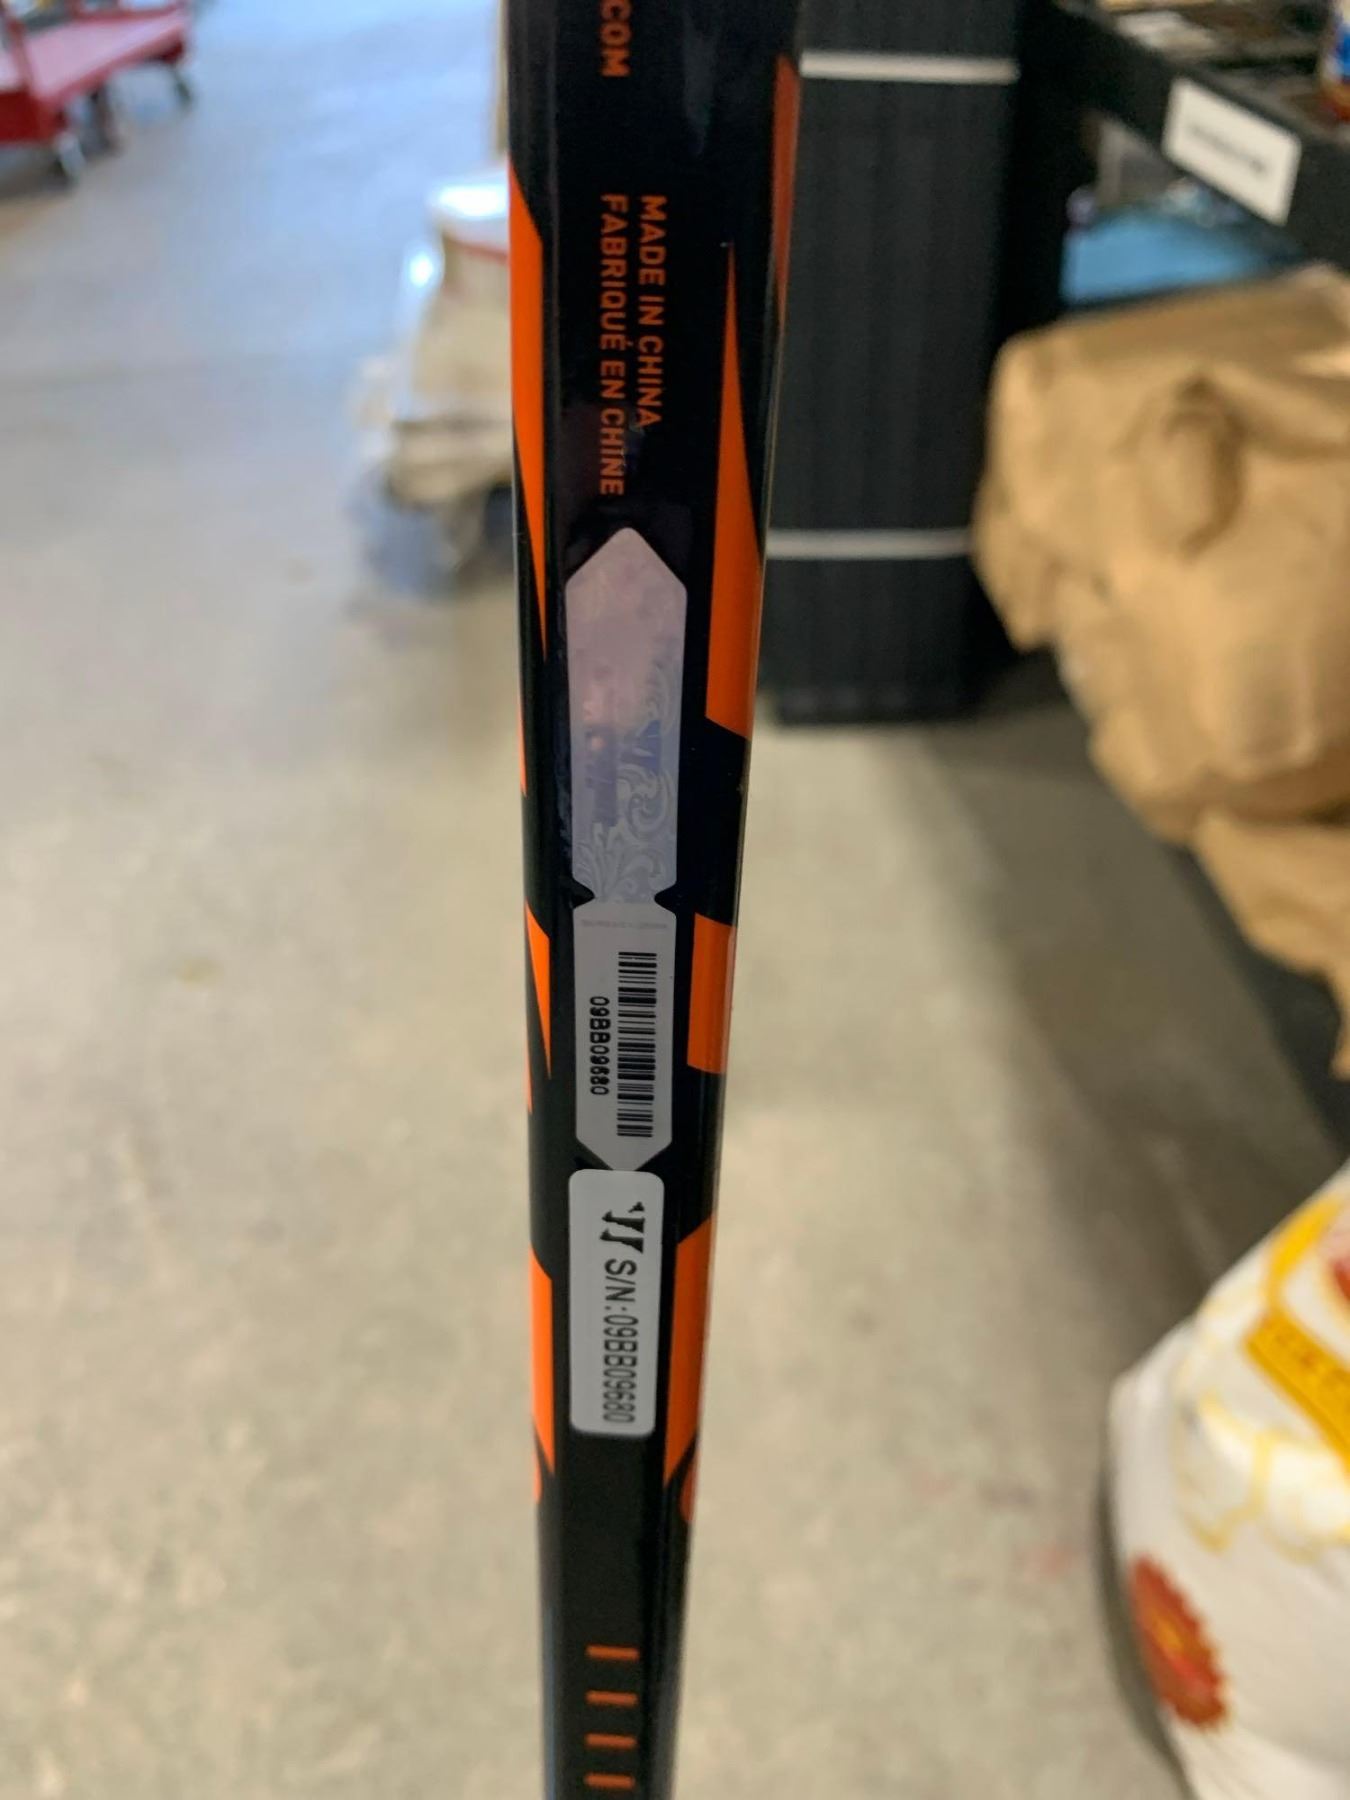 .COM
MADE IN CHINA
FABRIQUÉ EN CHINE
09BB09680
S/N:09BB09680